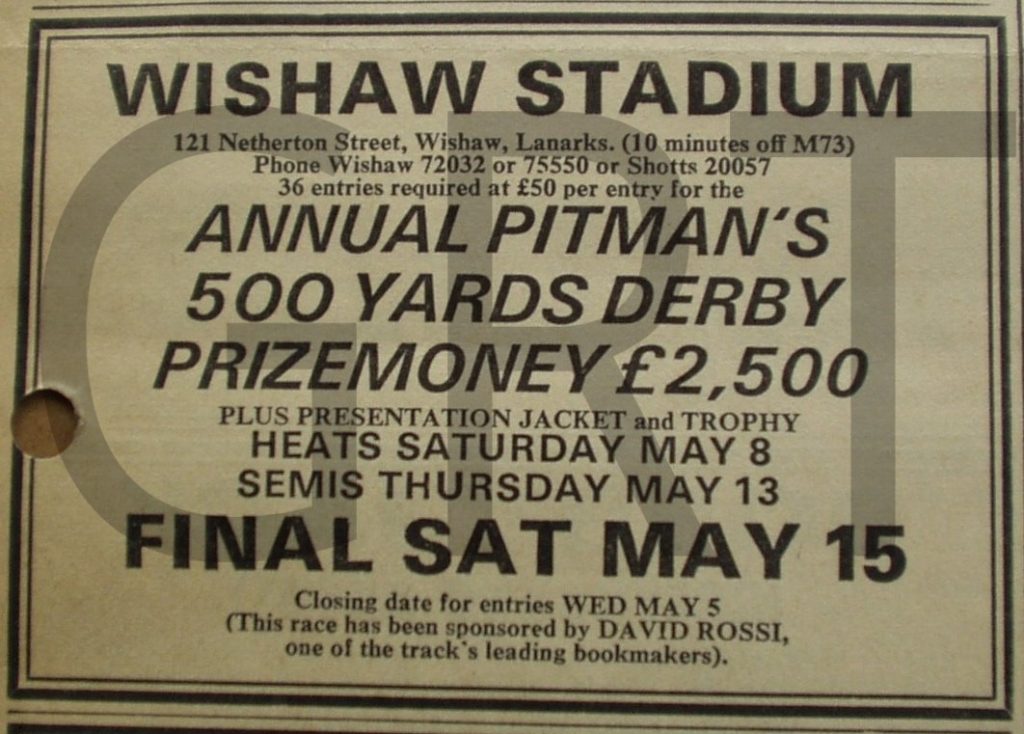 WISHAW STADIUM
121 Netherton Street, Wishaw, Lanarks. (10 minutes off M73)
Phone Wishaw 72032 or 75550 or Shotts 20057
36 entries required at £50 per entry for the
ANNUAL PITMAN'S
500 YARDS DERBY
PRIZEMONEY £2,500
PLUS PRESENTATION JACKET and TROPHY
HEATS SATURDAY MAY 8
SEMIS THURSDAY MAY 13
FINAL SAT MAY 15
Closing date for entries WED MAY 5
(This race has been sponsored by DAVID ROSSI,
one of the track's leading bookmakers).
GRT